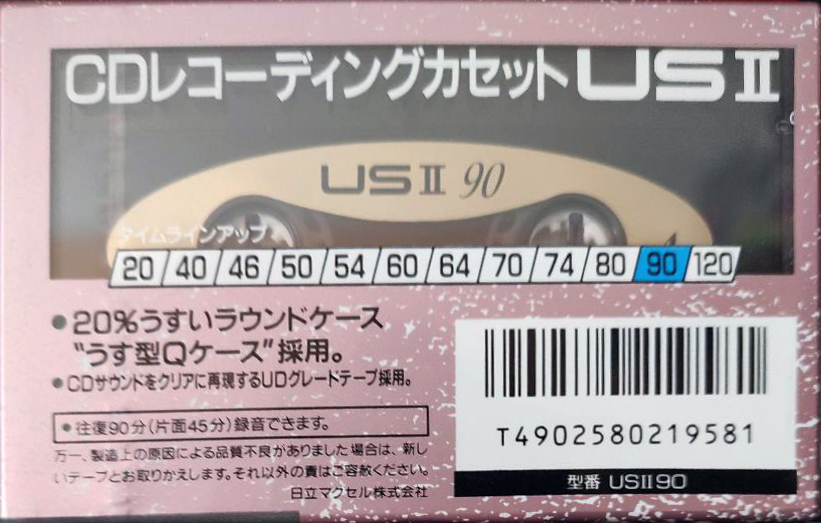 CDレコーディングカセットUSⅡ
USⅡ 90
タイムラインアップ
20/40/46/50/54/60/64/70/74/80/90/120
●20%うすいラウンドケース
“うす型Qケース”採用。
●CDサウンドをクリアに再現するUDグレードテープ採用。
●往復90分(片面45分)録音できます。
万一、製造上の原因による品質不良がありました場合は、新し
いテープとお取りかえします。それ以外の責はご容赦ください。
日立マクセル株式会社
T4902580219581
型番 USⅡ90